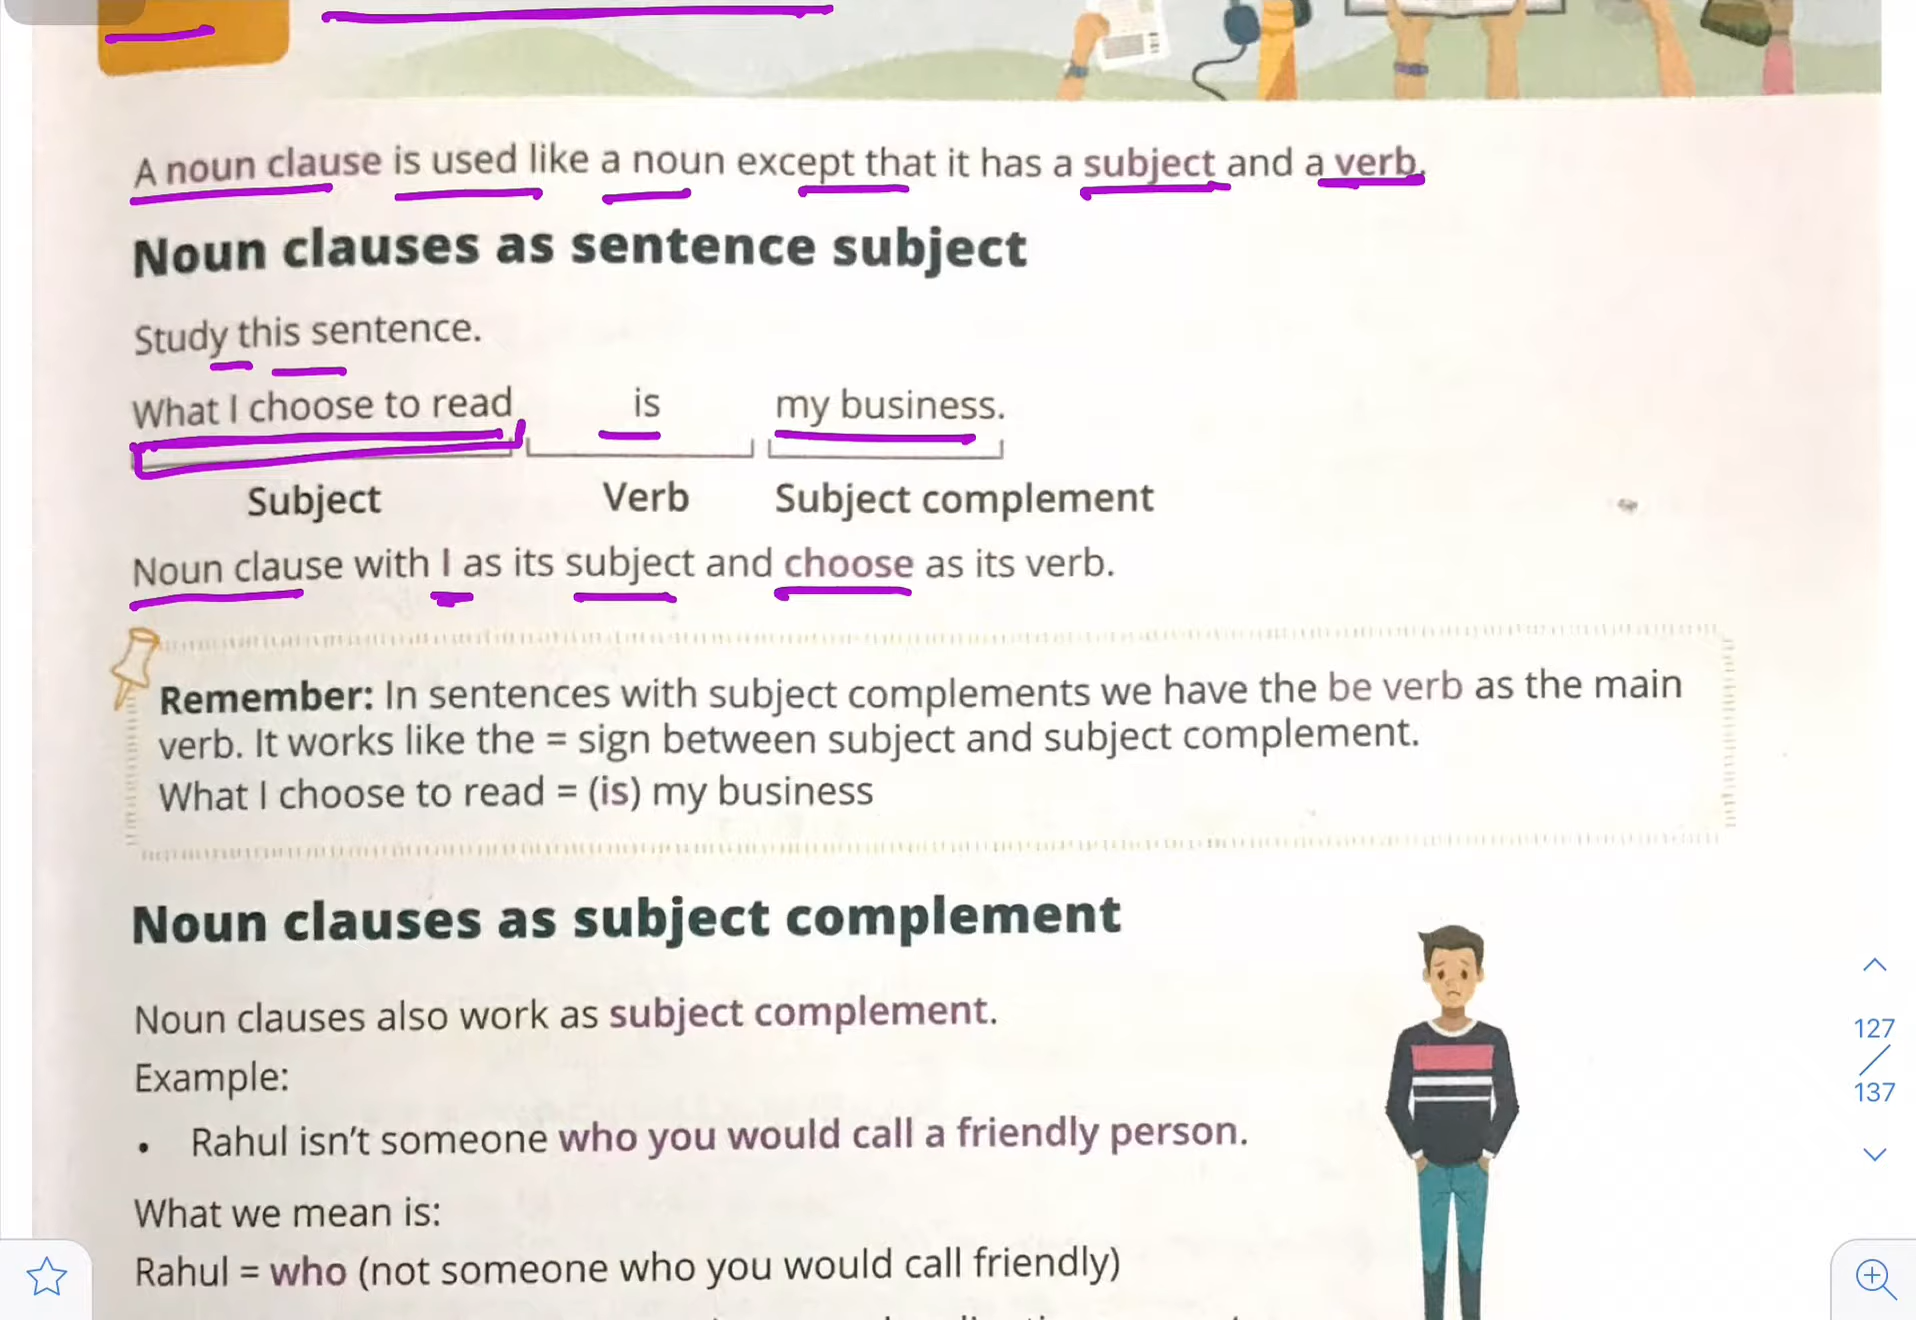 A noun clause is used like a noun except that it has a subject and a verb.
Noun clauses as sentence subject
Study this sentence.
What I choose to read is my business.
Subject Verb Subject complement
Noun clause with I as its subject and choose as its verb.
Remember: In sentences with subject complements we have the be verb as the main
verb. It works like the = sign between subject and subject complement.
What I choose to read = (is) my business
Noun clauses as subject complement
Noun clauses also work as subject complement.
Example:
• Rahul isn't someone who you would call a friendly person.
What we mean is:
Rahul = who (not someone who you would call friendly)
127
/
137